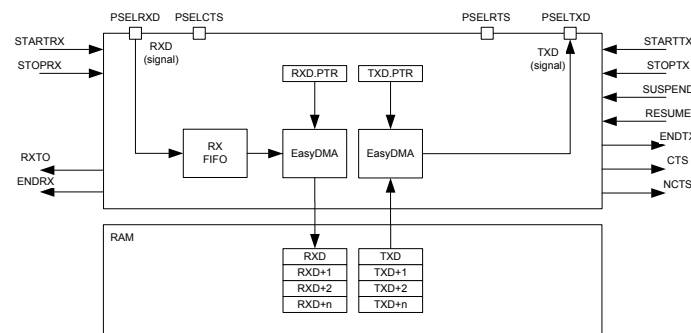 PSELRXD PSELCTS PSELRTS PSELTXD
STARTRX
STOPRX
RXD
(signal)
TXD
(signal)
STARTTX
STOPTX
SUSPEND
RESUME
RXD.PTR TXD.PTR
RX
FIFO
EasyDMA EasyDMA
RXTO
ENDRX
ENDTX
CTS
NCTS
RAM
RXD TXD
RXD+1 TXD+1
RXD+2 TXD+2
RXD+n TXD+n